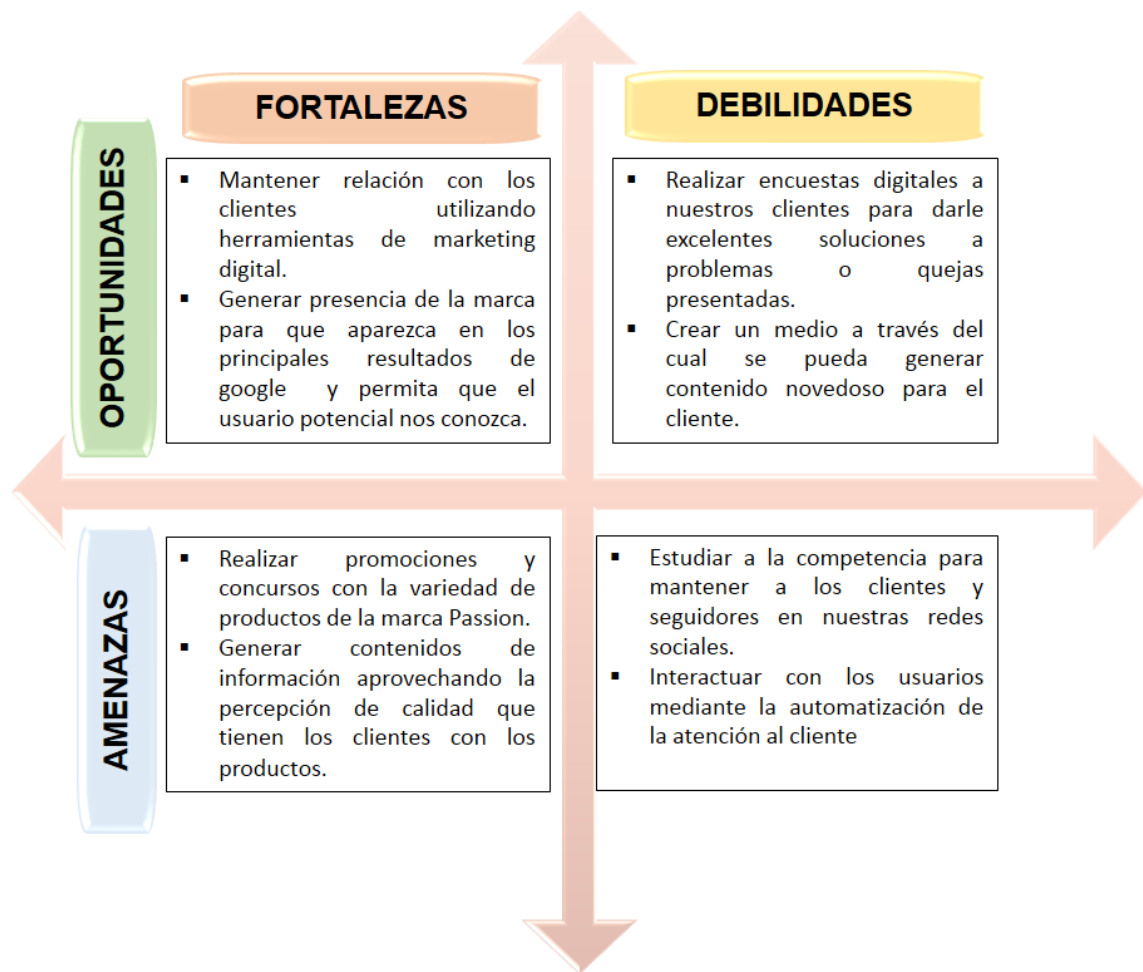 FORTALEZAS
DEBILIDADES
OPORTUNIDADES
▪ Mantener relación con los
clientes utilizando
herramientas de marketing
digital.
▪ Generar presencia de la marca
para que aparezca en los
principales resultados de
google y permita que el
usuario potencial nos conozca.
▪ Realizar encuestas digitales a
nuestros clientes para darle
excelentes soluciones a
problemas o quejas
presentadas.
▪ Crear un medio a través del
cual se pueda generar
contenido novedoso para el
cliente.
AMENAZAS
▪ Realizar promociones y
concursos con la variedad de
productos de la marca Passion.
▪ Generar contenidos de
información aprovechando la
percepción de calidad que
tienen los clientes con los
productos.
▪ Estudiar a la competencia para
mantener a los clientes y
seguidores en nuestras redes
sociales.
▪ Interactuar con los usuarios
mediante la automatización de
la atención al cliente